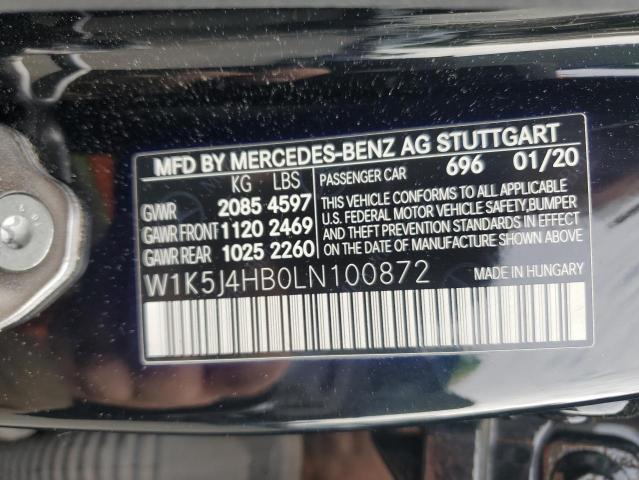 MFD BY MERCEDES-BENZ AG STUTTGART
KG LBS
GVWR 2085 4597
GAWR FRONT 1120 2469
GAWR REAR 1025 2260
PASSENGER CAR 696 01/20
THIS VEHICLE CONFORMS TO ALL APPLICABLE
U.S. FEDERAL MOTOR VEHICLE SAFETY, BUMPER
AND THEFT PREVENTION STANDARDS IN EFFECT
ON THE DATE OF MANUFACTURE SHOWN ABOVE.
W1K5J4HB0LN100872 MADE IN HUNGARY